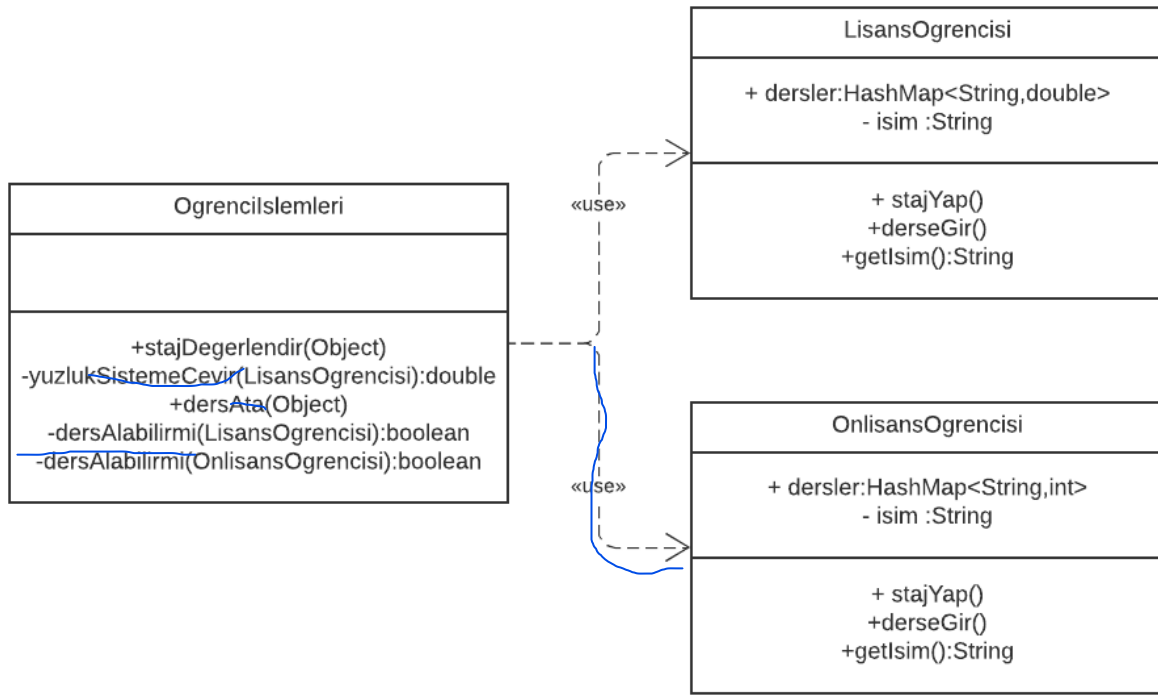 OgrenciIslemleri
+stajDegerlendir(Object)
-yuzlukSistemeCevir(LisansOgrencisi):double
+dersAta(Object)
-dersAlabilirmi(LisansOgrencisi):boolean
-dersAlabilirmi(OnlisansOgrencisi):boolean
«use»
«use»
LisansOgrencisi
+ dersler:HashMap<String,double>
- isim :String
+ stajYap()
+derseGir()
+getIsim():String
OnlisansOgrencisi
+ dersler:HashMap<String,int>
- isim :String
+ stajYap()
+derseGir()
+getIsim():String